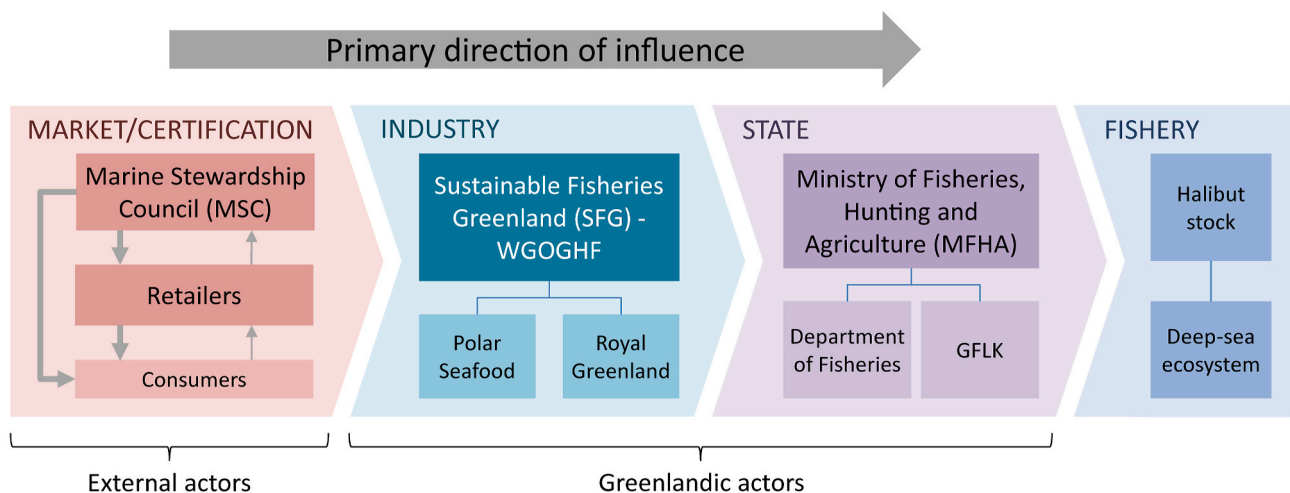 Primary direction of influence
MARKET/CERTIFICATION
Marine Stewardship
Council (MSC)
Retailers
Consumers
INDUSTRY
Sustainable Fisheries
Greenland (SFG) -
WGOGHF
Polar
Seafood
Royal
Greenland
STATE
Ministry of Fisheries,
Hunting and
Agriculture (MFHA)
Department
of Fisheries
GFLK
FISHERY
Halibut
stock
Deep-sea
ecosystem
External actors
Greenlandic actors